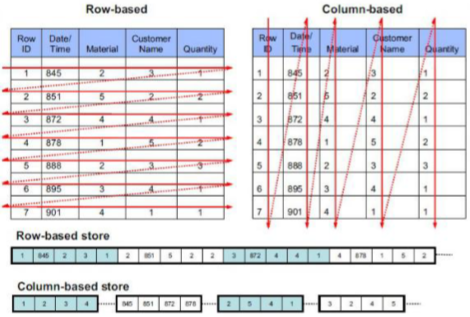 Row-based
Row ID Date/Time Material Customer Name Quantity
1 845 2 3 1
2 851 5 2 2
3 872 4 4 1
4 878 1 5 2
5 888 2 3 3
6 895 3 4 1
7 901 4 1 1
Column-based
Row ID Date/Time Material Customer Name Quantity
1 845 2 3 1
2 851 5 2 2
3 872 4 4 1
4 878 1 5 2
5 888 2 3 3
6 895 3 4 1
7 901 4 1 1
Row-based store
1 845 2 3 1 2 851 5 2 2 3 872 4 4 1 4 878 1 5 2
Column-based store
1 2 3 4 845 851 872 878 2 5 4 1 3 2 4 5